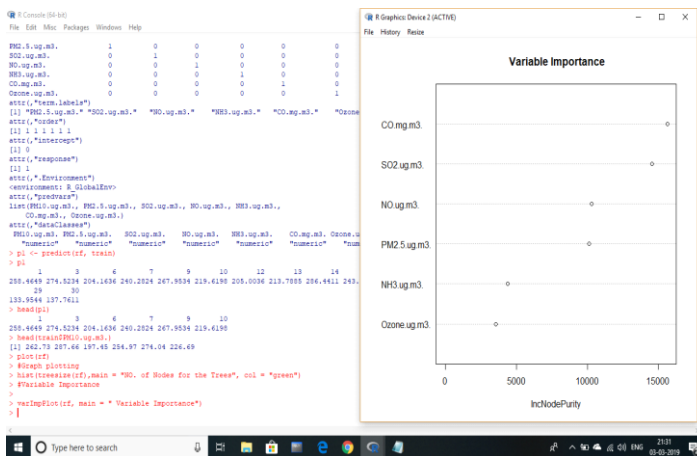 R Console (64-bit)
File Edit Misc Packages Windows Help
PM2.5.ug.m3. 1 0 0 0 0 0
SO2.ug.m3. 0 1 0 0 0 0
NO.ug.m3. 0 0 1 0 0 0
NH3.ug.m3. 0 0 0 1 0 0
CO.mg.m3. 0 0 0 0 1 0
Ozone.ug.m3. 0 0 0 0 0 1
attr(,"term.labels")
[1] "PM2.5.ug.m3." "SO2.ug.m3." "NO.ug.m3." "NH3.ug.m3." "CO.mg.m3." "Ozone
attr(,"order")
[1] 1 1 1 1 1 1
attr(,"intercept")
[1] 0
attr(,"response")
[1] 1
attr(,".Environment")
<environment: R_GlobalEnv>
attr(,"predvars")
list(PM10.ug.m3., PM2.5.ug.m3., SO2.ug.m3., NO.ug.m3., NH3.ug.m3.,
CO.mg.m3., Ozone.ug.m3.)
attr(,"dataClasses")
PM10.ug.m3. PM2.5.ug.m3. SO2.ug.m3. NO.ug.m3. NH3.ug.m3. CO.mg.m3. Ozone.u
"numeric" "numeric" "numeric" "numeric" "numeric" "numeric" "num
> p1 <- predict(rf, train)
> p1
1 3 6 7 9 10 12 13 14
258.4649 274.5234 204.1636 240.2824 267.9534 219.6198 205.0036 213.7885 286.4411 243.
29 30
133.9544 137.7611
> head(p1)
1 3 6 7 9 10
258.4649 274.5234 204.1636 240.2824 267.9534 219.6198
> head(train$PM10.ug.m3.)
[1] 262.73 287.66 197.45 254.97 274.04 226.69
> plot(rf)
> #Graph plotting
> hist(treesize(rf),main = "NO. of Nodes for the Trees", col = "green")
> #Variable Importance
>
> varImpPlot(rf, main = " Variable Importance")
>
R Graphics: Device 2 (ACTIVE)
File History Resize
Variable Importance
CO.mg.m3.
SO2.ug.m3.
NO.ug.m3.
PM2.5.ug.m3.
NH3.ug.m3.
Ozone.ug.m3.
0 5000 10000 15000
IncNodePurity
Type here to search
ENG
21:31
03-03-2019